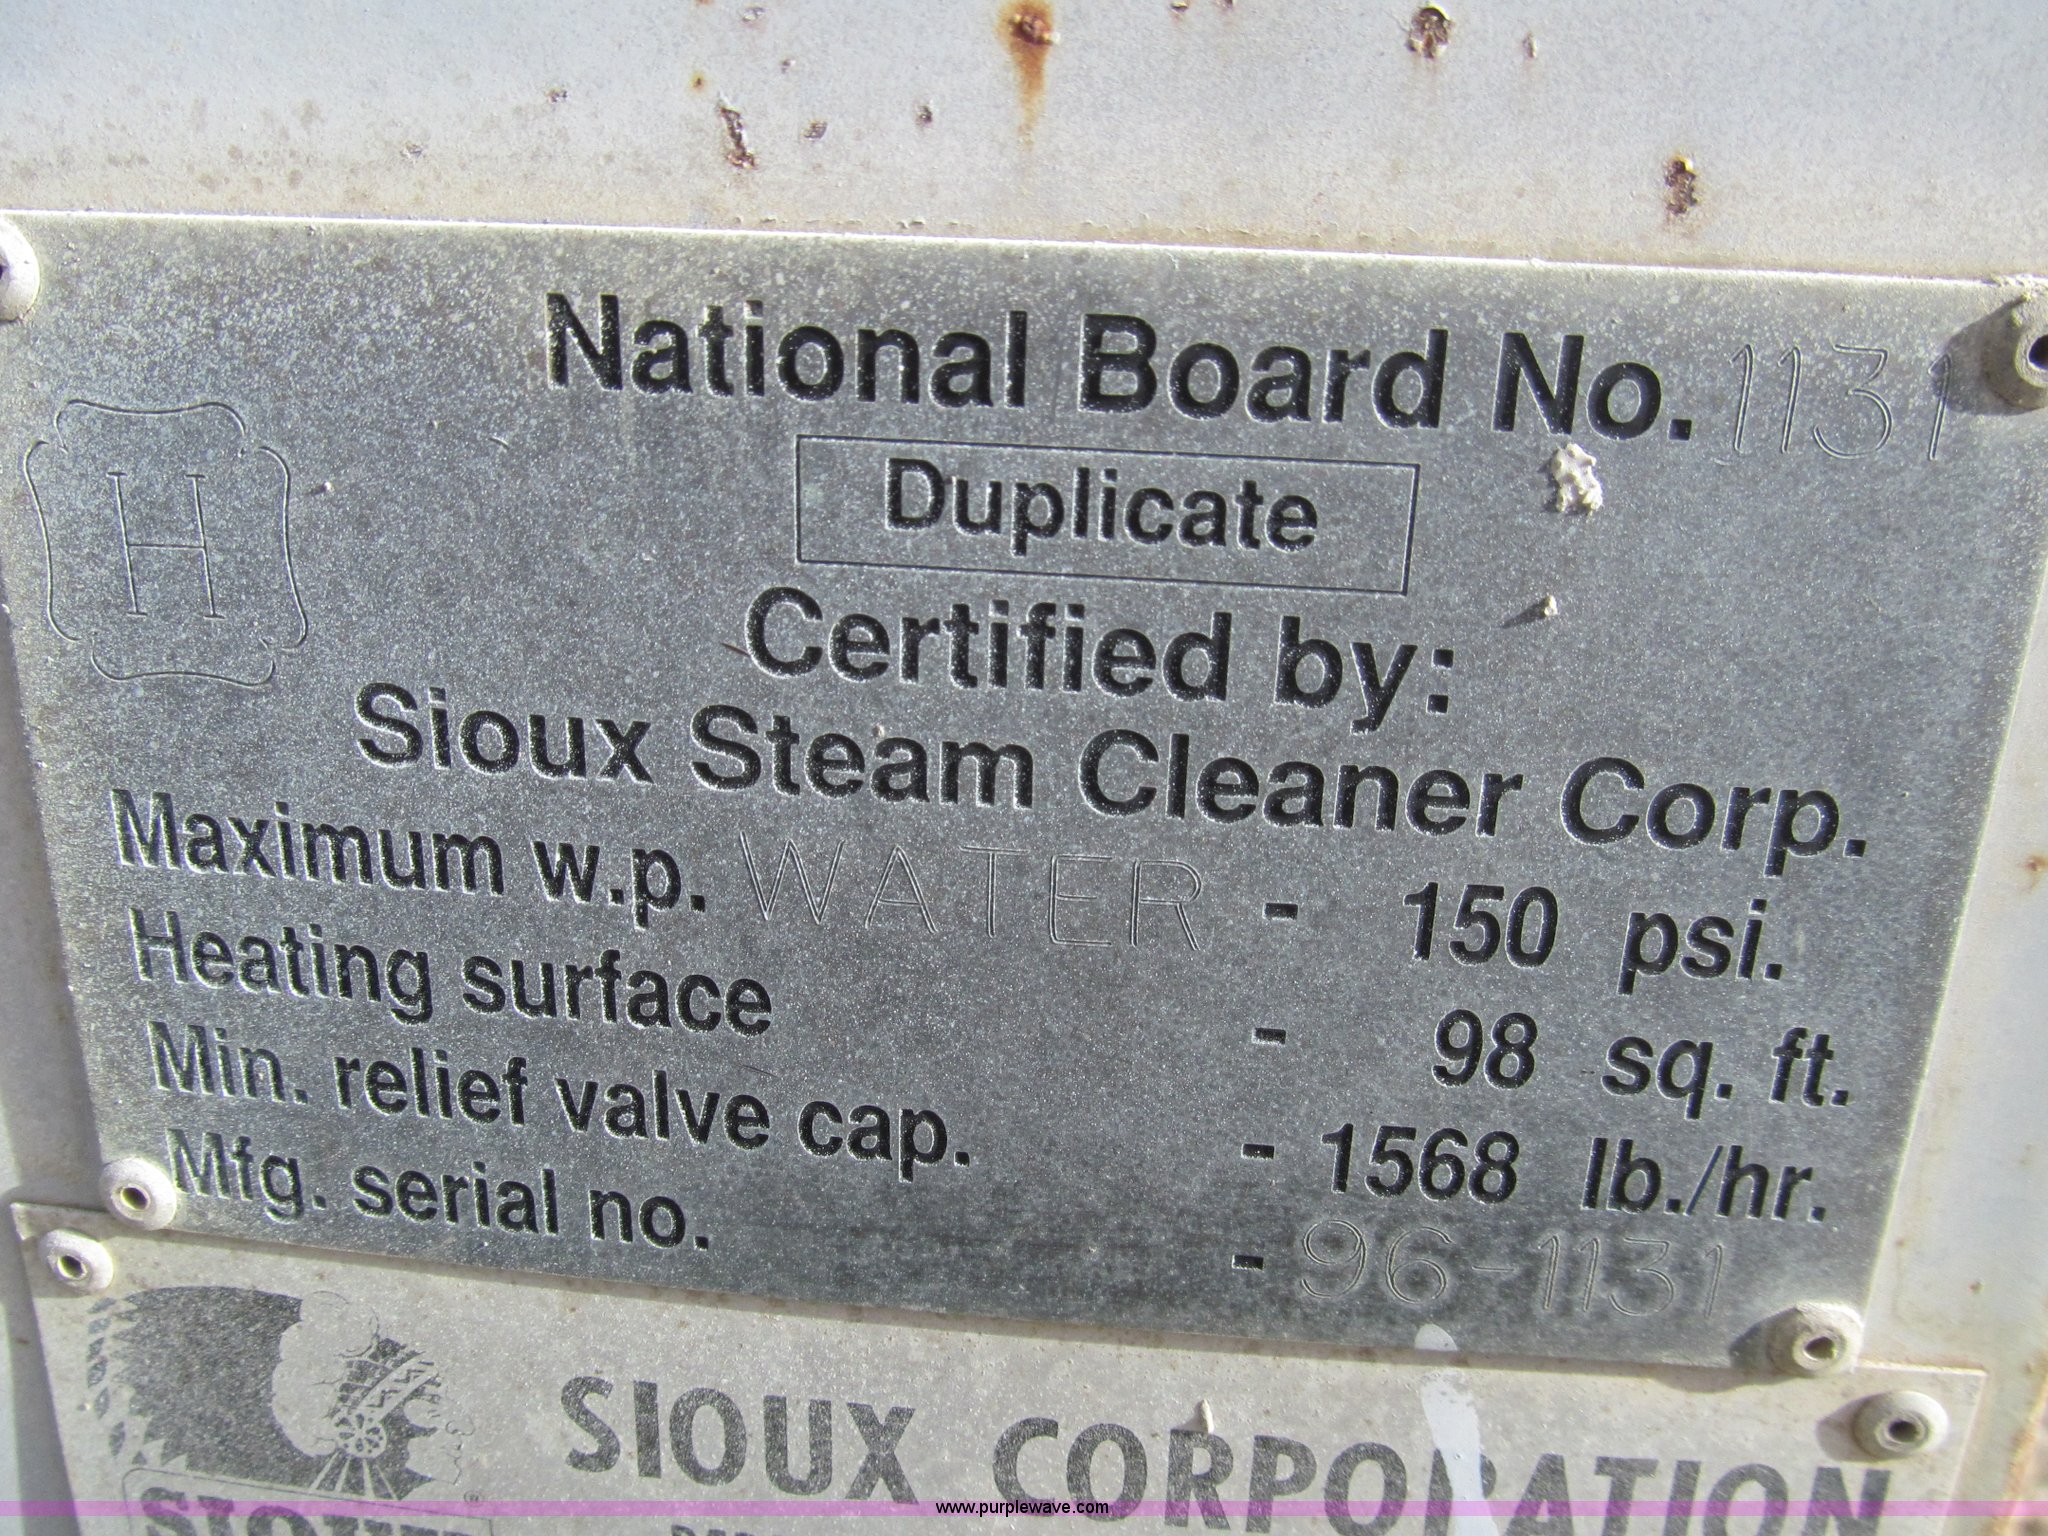 National Board No. 1131
H
Duplicate
Certified by:
Sioux Steam Cleaner Corp.
Maximum w.p. WATER - 150 psi.
Heating surface - 98 sq. ft.
Min. relief valve cap. - 1568 lb./hr.
Mfg. serial no. - 96-1131
SIOUX CORPORATION
SIOUX
www.purplewave.com